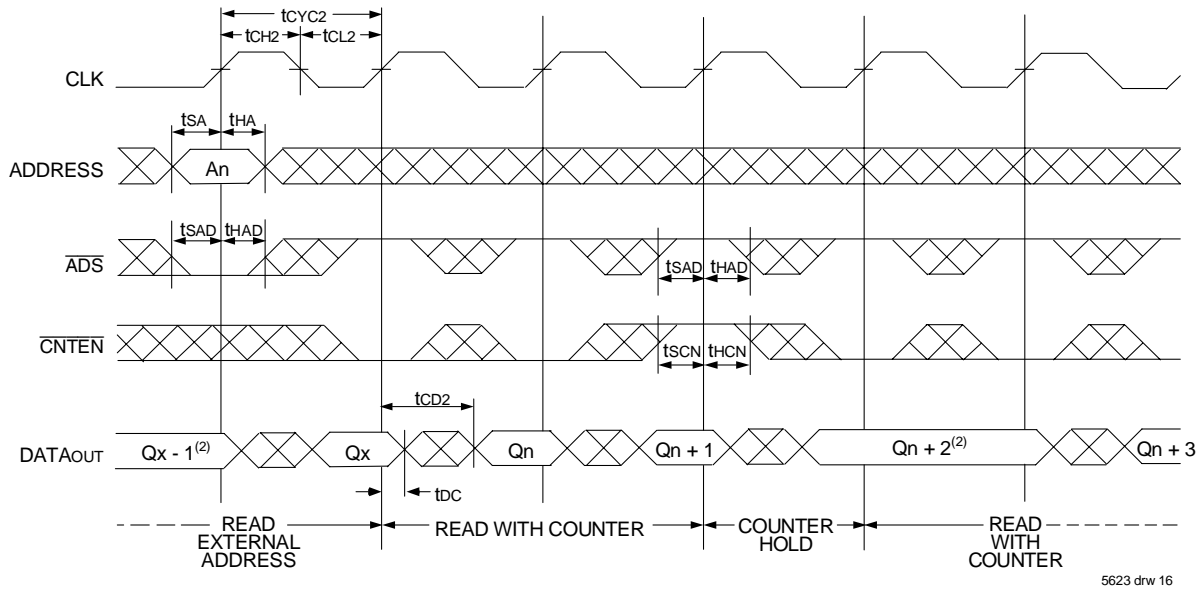 tCYC2
tCH2 tCL2
CLK
tSA tHA
ADDRESS An
tSAD tHAD
ADS
tSAD tHAD
CNTEN
tSCN tHCN
tCD2
DATAOUT Qx - 1(2) Qx Qn Qn + 1 Qn + 2(2) Qn + 3
tDC
READ EXTERNAL ADDRESS
READ WITH COUNTER
COUNTER HOLD
READ WITH COUNTER
5623 drw 16